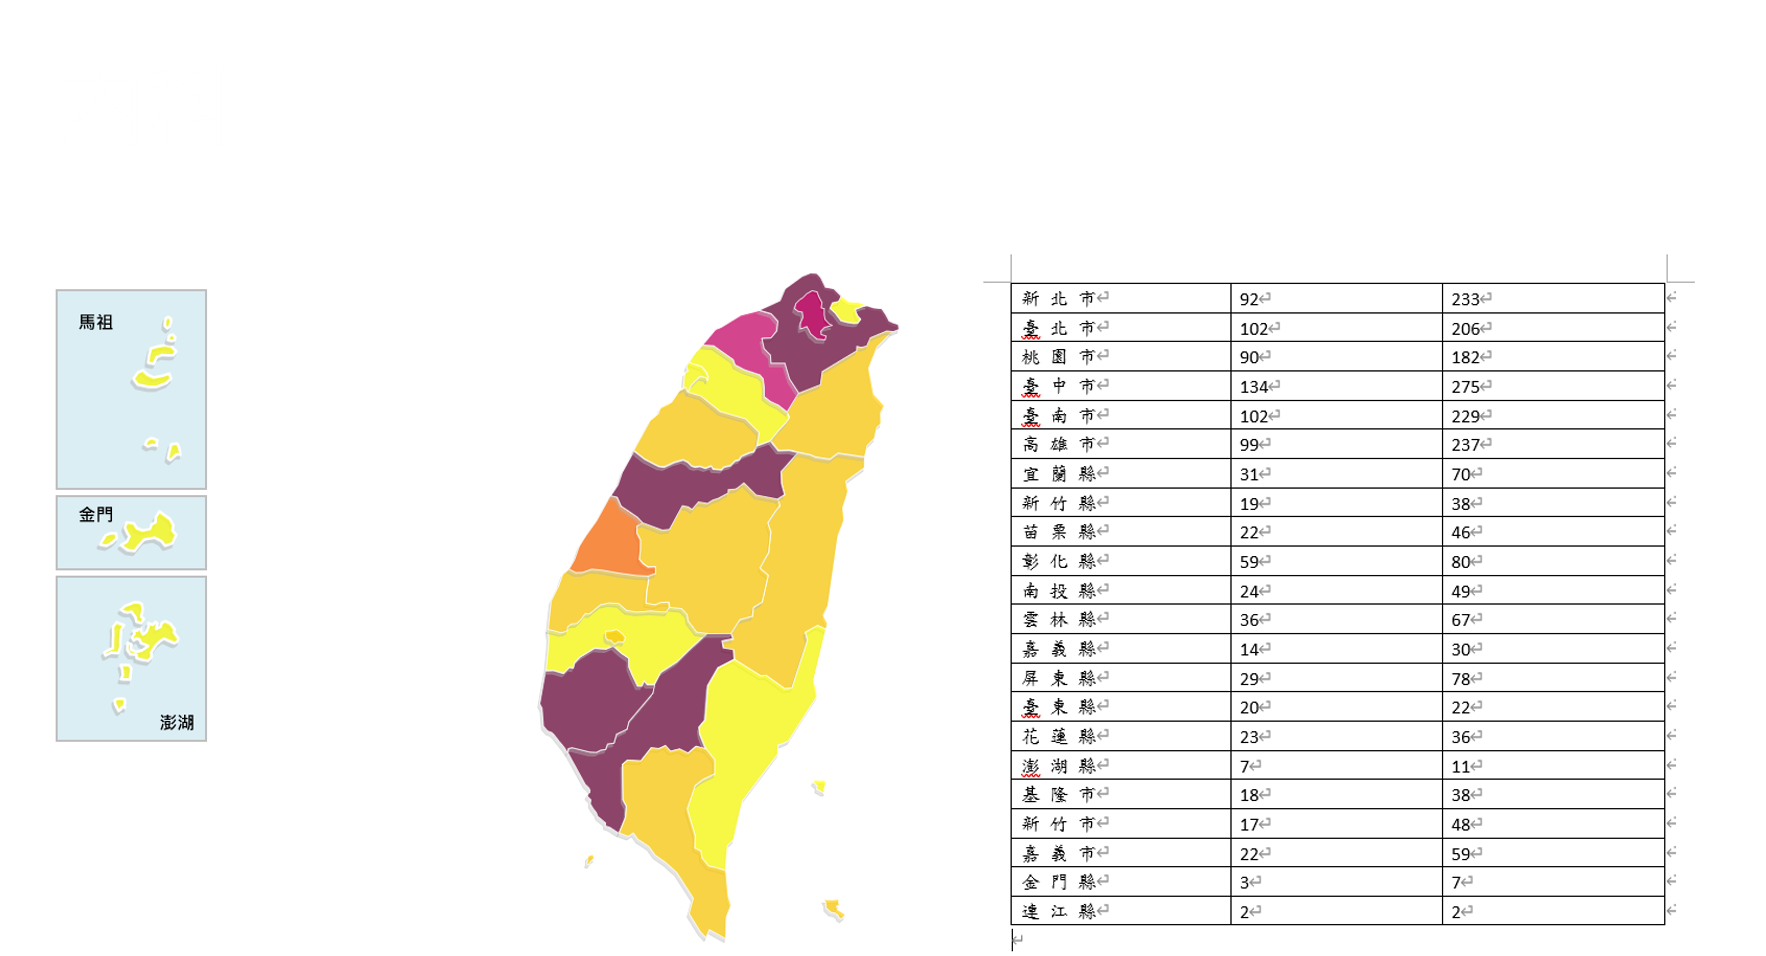 馬祖
金門
澎湖
新北市 92 233
臺北市 102 206
桃園市 90 182
臺中市 134 275
臺南市 102 229
高雄市 99 237
宜蘭縣 31 70
新竹縣 19 38
苗栗縣 22 46
彰化縣 59 80
南投縣 24 49
雲林縣 36 67
嘉義縣 14 30
屏東縣 29 78
臺東縣 20 22
花蓮縣 23 36
澎湖縣 7 11
基隆市 18 38
新竹市 17 48
嘉義市 22 59
金門縣 3 7
連江縣 2 2